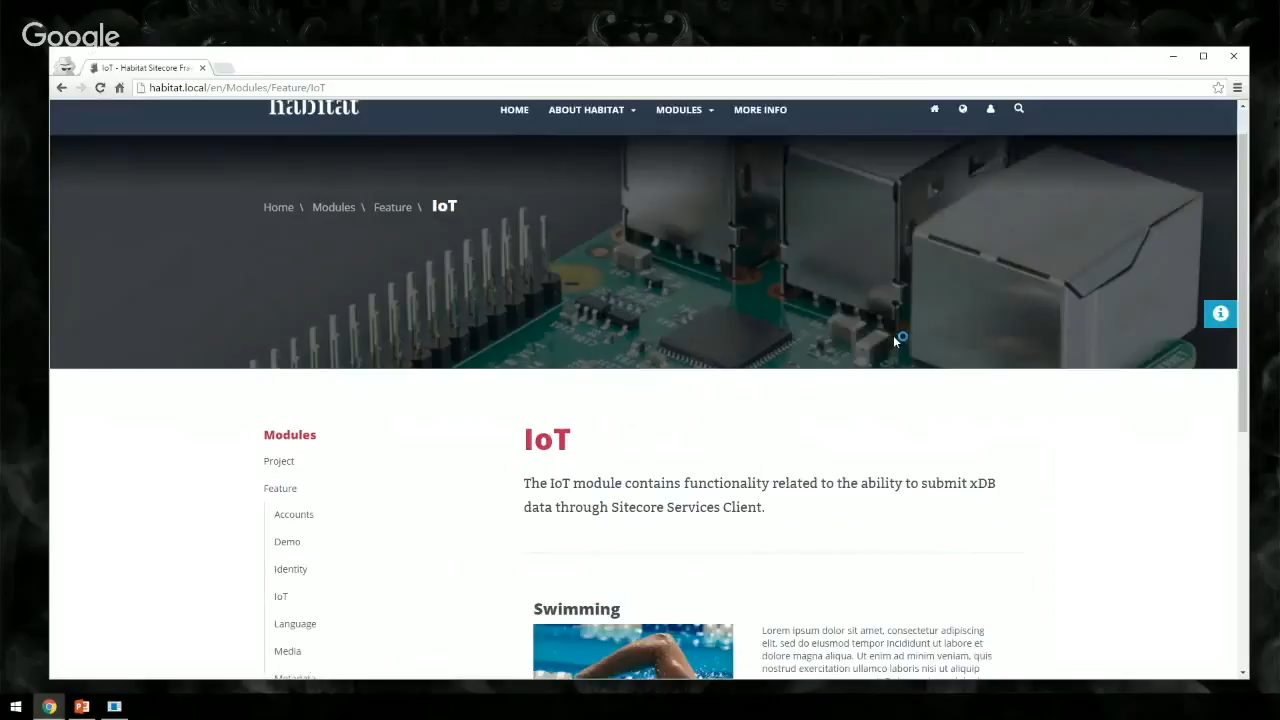 Google
IoT - Habitat Sitecore Fra
habitat.local/en/Modules/Feature/IoT
habitat
HOME
ABOUT HABITAT
MODULES
MORE INFO
Home \ Modules \ Feature \ IoT
Modules
Project
Feature
Accounts
Demo
Identity
IoT
Language
Media
Metadata
IoT
The IoT module contains functionality related to the ability to submit xDB
data through Sitecore Services Client.
Swimming
Lorem ipsum dolor sit amet, consectetur adipiscing
elit, sed do eiusmod tempor incididunt ut labore et
dolore magna aliqua. Ut enim ad minim veniam, quis
nostrud exercitation ullamco laboris nisi ut aliquip